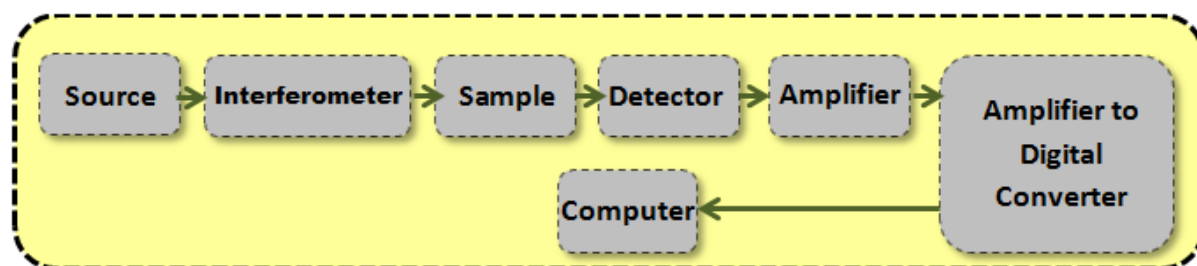 Source
Interferometer
Sample
Detector
Amplifier
Amplifier to
Digital
Converter
Computer